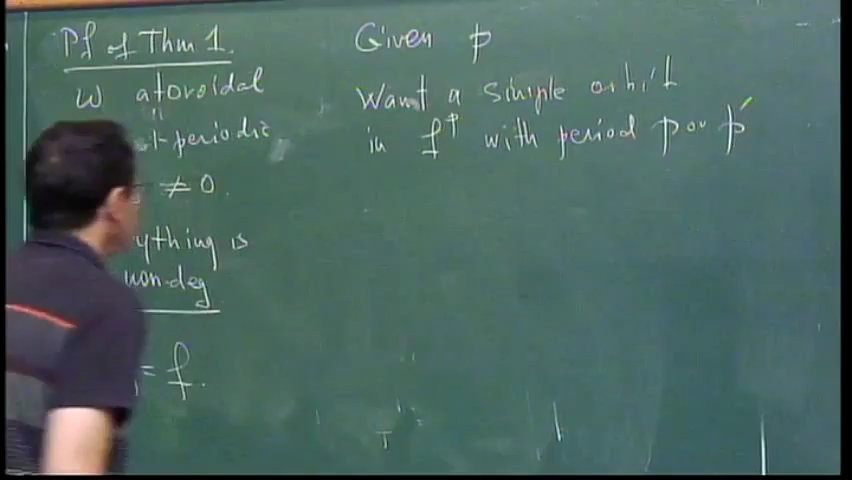 Pf of Thm 1.
ω atoroidal
periodic
≠ 0.
ything is
non-deg
= f.
Given p
Want a simple orbit
in f^p with period p or p'